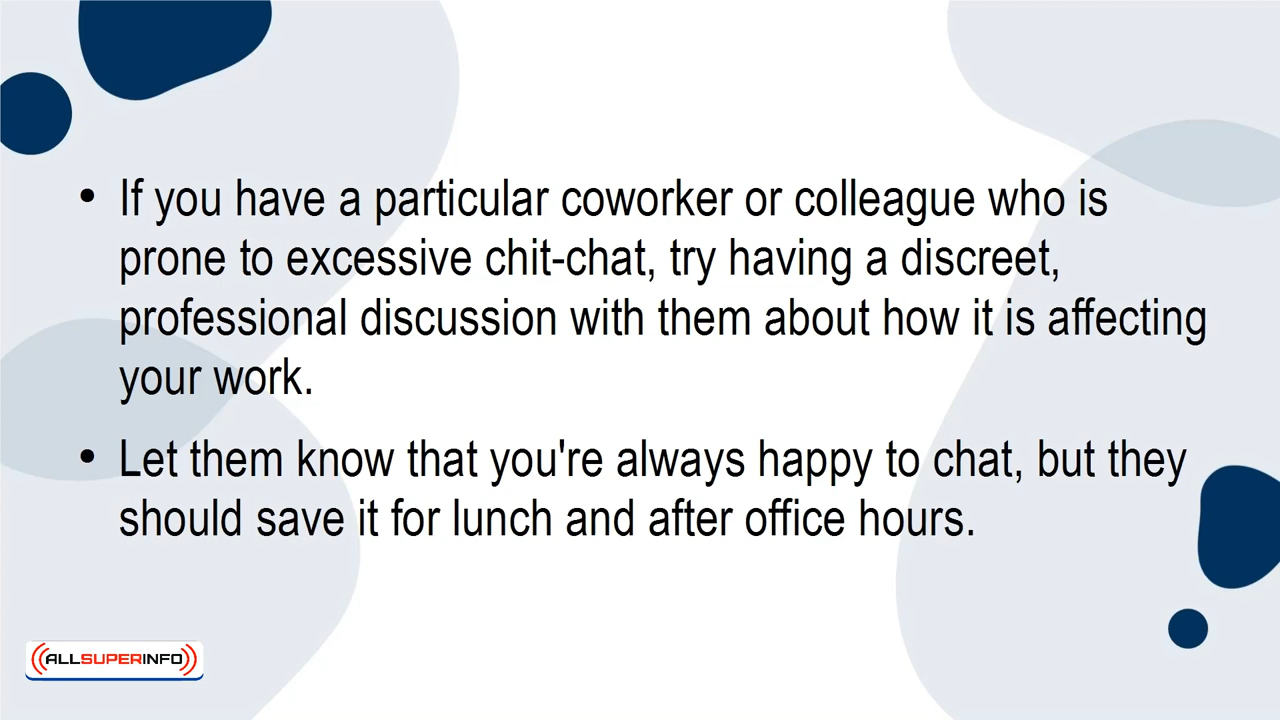 • If you have a particular coworker or colleague who is
prone to excessive chit-chat, try having a discreet,
professional discussion with them about how it is affecting
your work.
• Let them know that you're always happy to chat, but they
should save it for lunch and after office hours.
ALLSUPERINFO